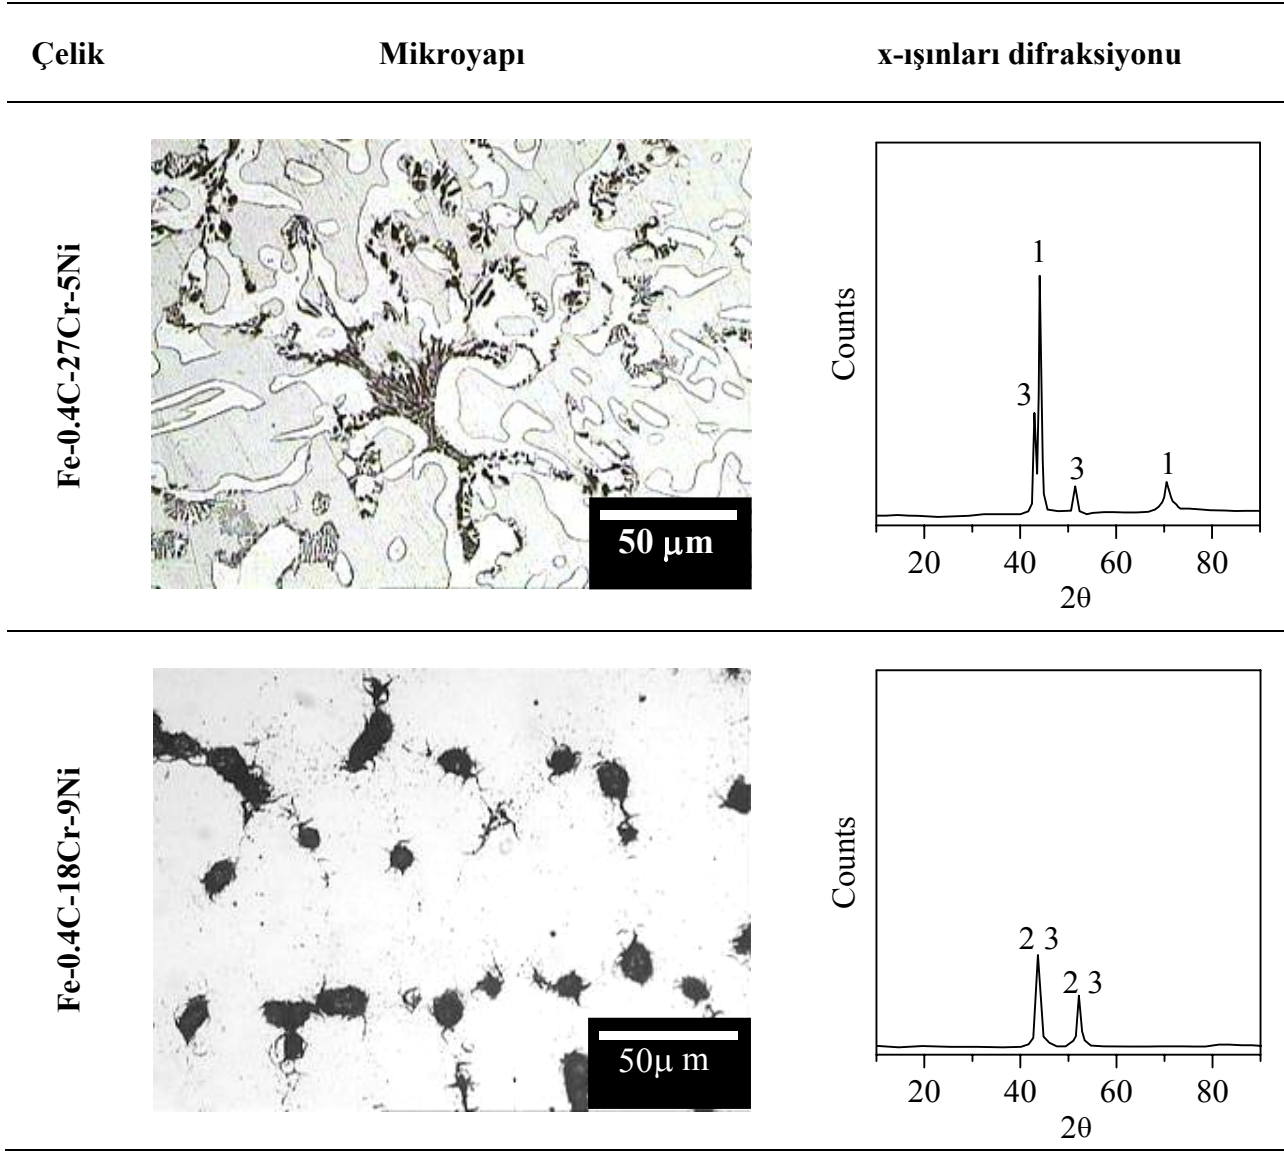 Çelik Mikroyapı x-ışınları difraksiyonu
Fe-0.4C-27Cr-5Ni
50 µm
Counts
1
3
3
1
20 40 60 80
2θ
Fe-0.4C-18Cr-9Ni
50µ m
Counts
2 3
2 3
20 40 60 80
2θ